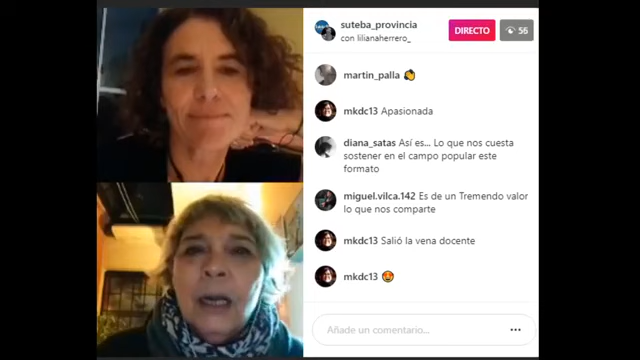 suteba_provincia
con lilianaherrero_
DIRECTO
56
martin_palla
mkdc13 Apasionada
diana_satas Así es... Lo que nos cuesta
sostener en el campo popular este
formato
miguel.vilca.142 Es de un Tremendo valor
lo que nos comparte
mkdc13 Salió la vena docente
mkdc13
Añade un comentario...